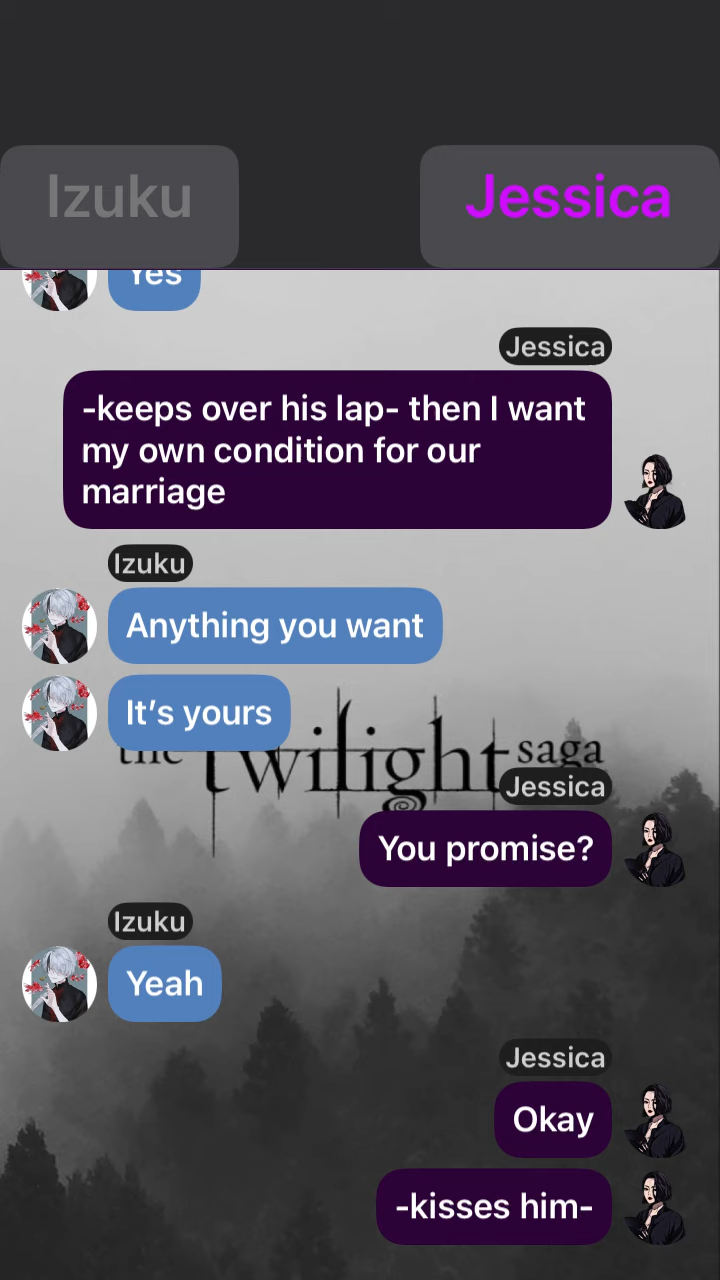 Izuku
Jessica
Yes
Jessica
-keeps over his lap- then I want
my own condition for our
marriage
Izuku
Anything you want
It’s yours
the twilight saga
Jessica
You promise?
Izuku
Yeah
Jessica
Okay
-kisses him-